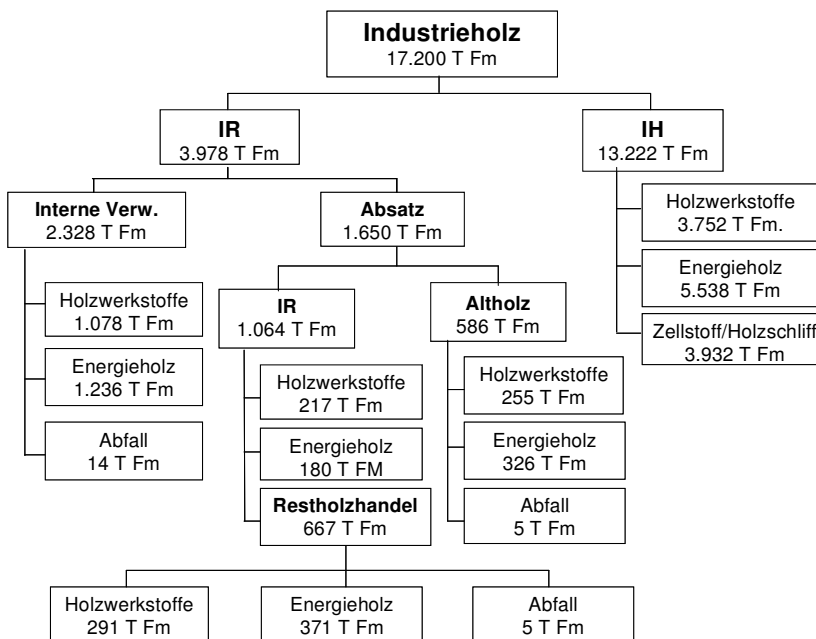 Industrieholz
17.200 T Fm
IR
3.978 T Fm
IH
13.222 T Fm
Interne Verw.
2.328 T Fm
Absatz
1.650 T Fm
Holzwerkstoffe
3.752 T Fm.
Energieholz
5.538 T Fm
Zellstoff/Holzschliff
3.932 T Fm
Holzwerkstoffe
1.078 T Fm
Energieholz
1.236 T Fm
Abfall
14 T Fm
IR
1.064 T Fm
Altholz
586 T Fm
Holzwerkstoffe
217 T Fm
Energieholz
180 T FM
Restholzhandel
667 T Fm
Holzwerkstoffe
255 T Fm
Energieholz
326 T Fm
Abfall
5 T Fm
Holzwerkstoffe
291 T Fm
Energieholz
371 T Fm
Abfall
5 T Fm